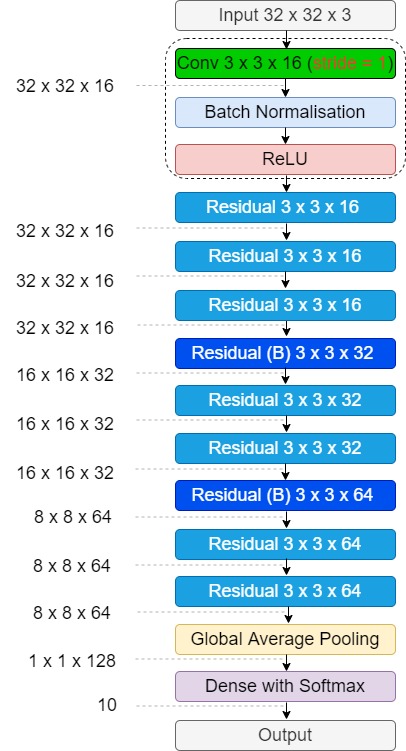 Input 32 x 32 x 3
Conv 3 x 3 x 16 (stride = 1)
32 x 32 x 16
Batch Normalisation
ReLU
Residual 3 x 3 x 16
32 x 32 x 16
Residual 3 x 3 x 16
32 x 32 x 16
Residual 3 x 3 x 16
32 x 32 x 16
Residual (B) 3 x 3 x 32
16 x 16 x 32
Residual 3 x 3 x 32
16 x 16 x 32
Residual 3 x 3 x 32
16 x 16 x 32
Residual (B) 3 x 3 x 64
8 x 8 x 64
Residual 3 x 3 x 64
8 x 8 x 64
Residual 3 x 3 x 64
8 x 8 x 64
Global Average Pooling
1 x 1 x 128
Dense with Softmax
10
Output